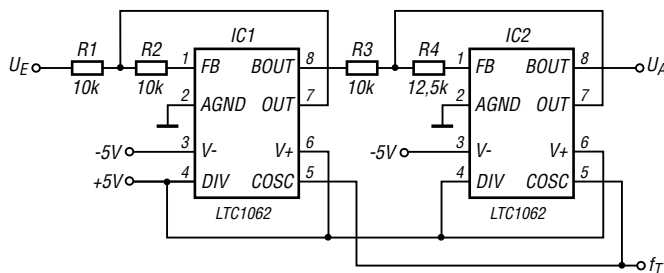 IC1
IC2
U_E
R1
10k
R2
10k
1
FB
BOUT
8
2
AGND
OUT
7
-5V
3
V-
V+
6
+5V
4
DIV
COSC
5
LTC1062
R3
10k
R4
12,5k
1
FB
BOUT
8
U_A
2
AGND
OUT
7
-5V
3
V-
V+
6
4
DIV
COSC
5
LTC1062
f_T